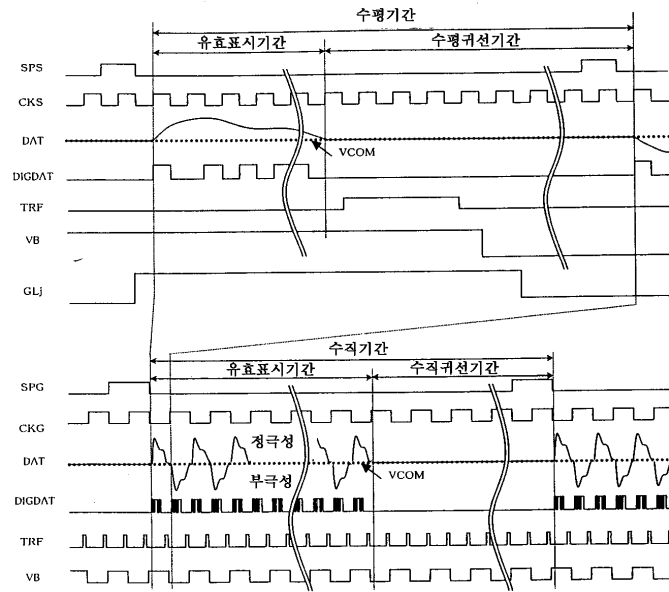 수평기간
유효표시기간
수평귀선기간
SPS
CKS
DAT
VCOM
DIGDAT
TRF
VB
GLj
수직기간
유효표시기간
수직귀선기간
SPG
CKG
정극성
DAT
부극성
VCOM
DIGDAT
TRF
VB